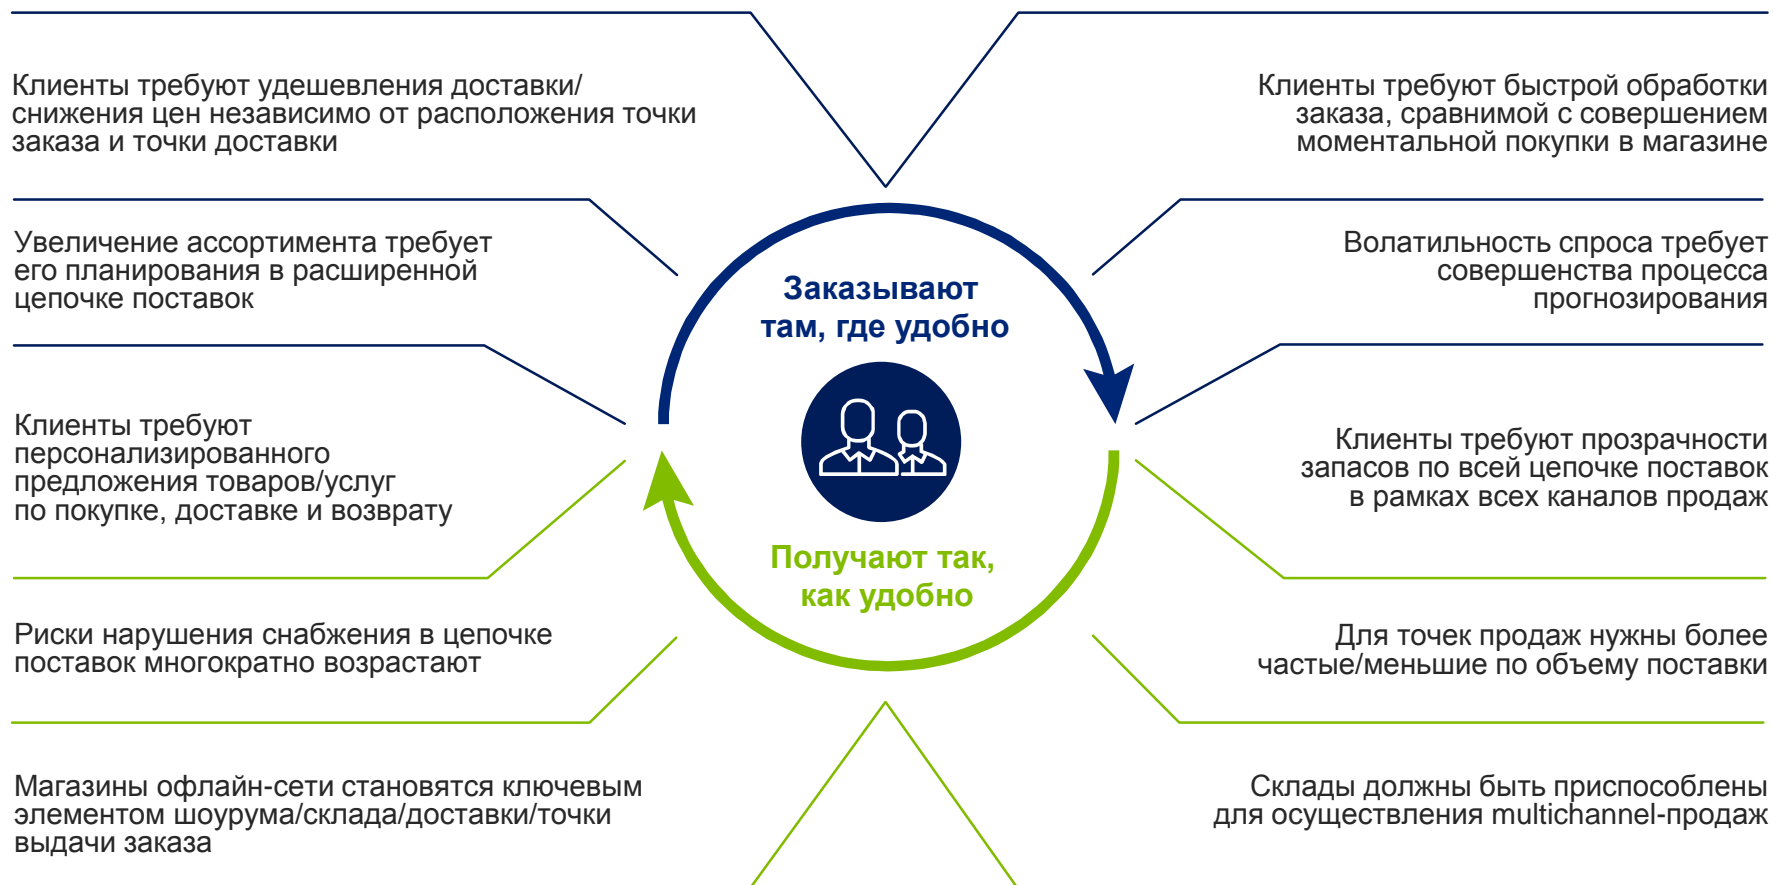 Клиенты требуют удешевления доставки/
снижения цен независимо от расположения точки
заказа и точки доставки
Увеличение ассортимента требует
его планирования в расширенной
цепочке поставок
Клиенты требуют
персонализированного
предложения товаров/услуг
по покупке, доставке и возврату
Риски нарушения снабжения в цепочке
поставок многократно возрастают
Магазины офлайн-сети становятся ключевым
элементом шоурума/склада/доставки/точки
выдачи заказа
Заказывают
там, где удобно
Получают так,
как удобно
Клиенты требуют быстрой обработки
заказа, сравнимой с совершением
моментальной покупки в магазине
Волатильность спроса требует
совершенства процесса
прогнозирования
Клиенты требуют прозрачности
запасов по всей цепочке поставок
в рамках всех каналов продаж
Для точек продаж нужны более
частые/меньшие по объему поставки
Склады должны быть приспособлены
для осуществления multichannel-продаж